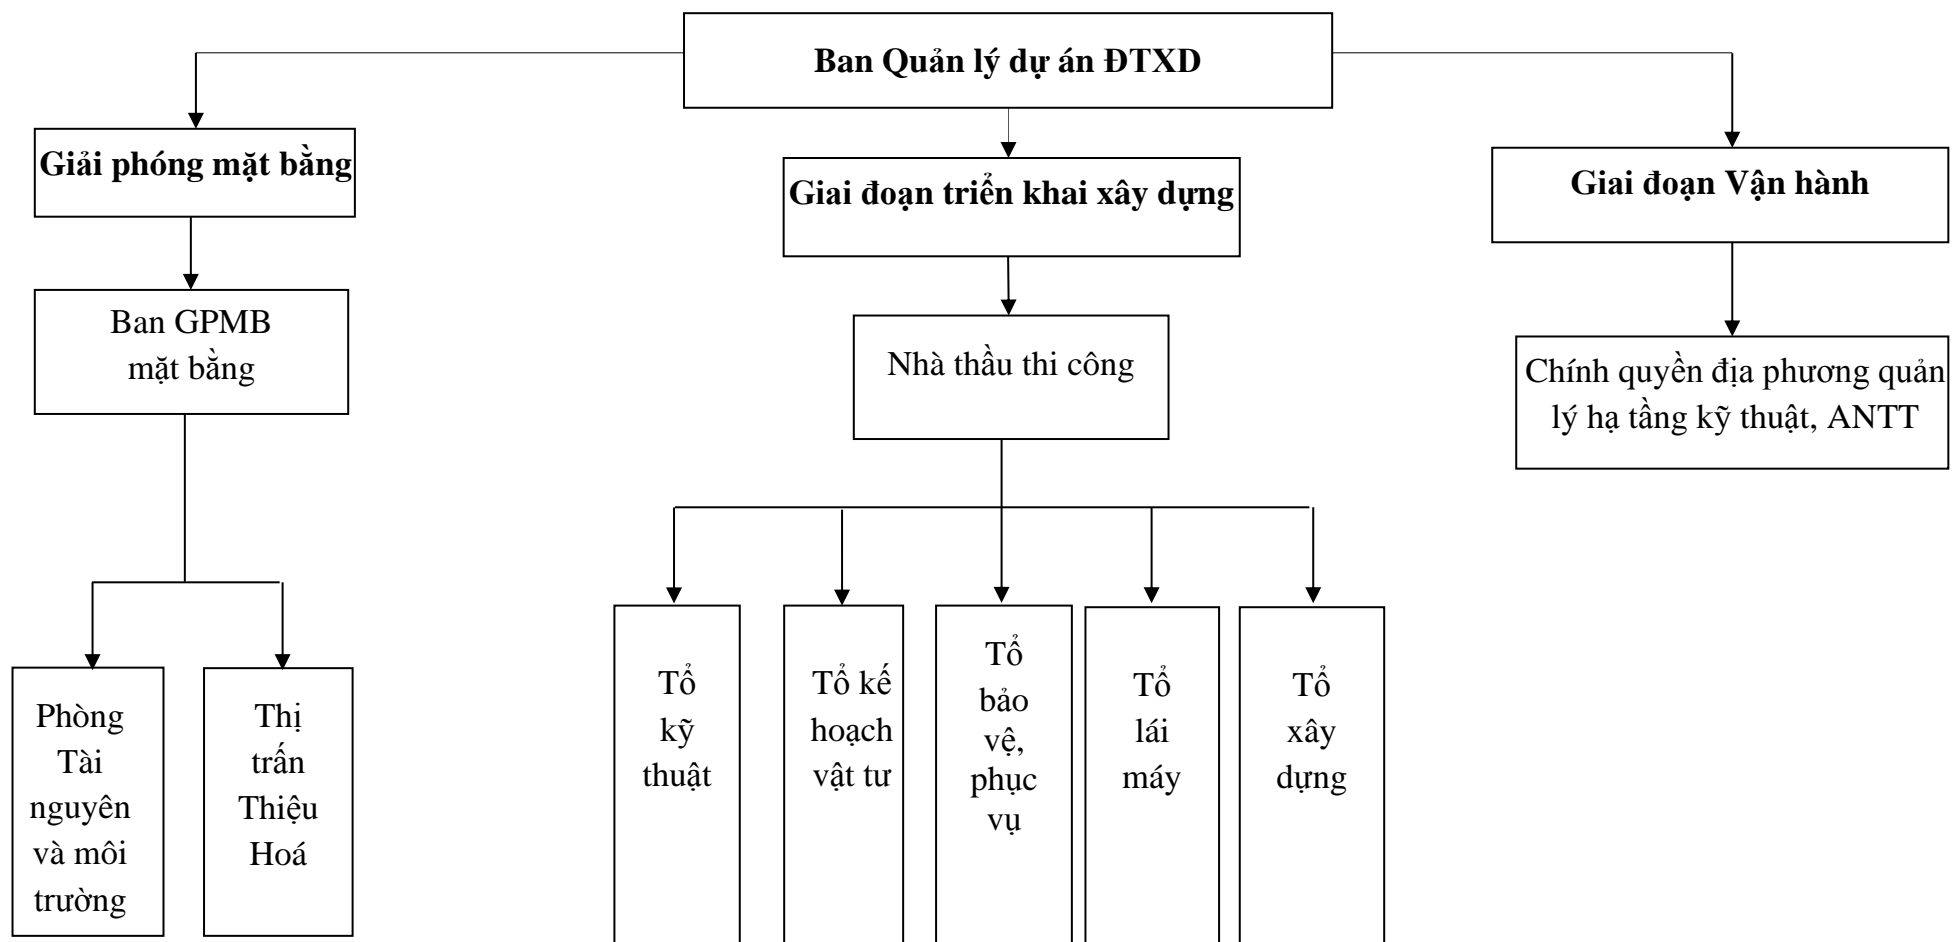 Ban Quản lý dự án ĐTXD
Giải phóng mặt bằng
Giai đoạn triển khai xây dựng
Giai đoạn Vận hành
Ban GPMB
mặt bằng
Nhà thầu thi công
Chính quyền địa phương quản
lý hạ tầng kỹ thuật, ANTT
Phòng
Tài
nguyên
và môi
trường
Thị
trấn
Thiệu
Hoá
Tổ
kỹ
thuật
Tổ kế
hoạch
vật tư
Tổ
bảo
vệ,
phục
vụ
Tổ
lái
máy
Tổ
xây
dựng